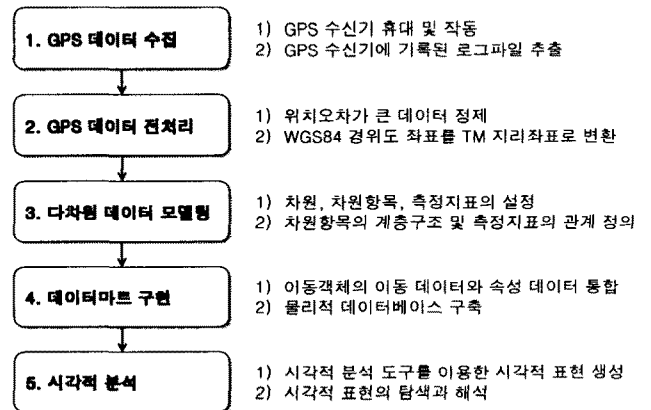 1. GPS 데이터 수집
1) GPS 수신기 휴대 및 작동
2) GPS 수신기에 기록된 로그파일 추출
2. GPS 데이터 전처리
1) 위치오차가 큰 데이터 정제
2) WGS84 경위도 좌표를 TM 지리좌표로 변환
3. 다차원 데이터 모델링
1) 차원, 차원항목, 측정지표의 설정
2) 차원항목의 계층구조 및 측정지표의 관계 정의
4. 데이터마트 구현
1) 이동객체의 이동 데이터와 속성 데이터 통합
2) 물리적 데이터베이스 구축
5. 시각적 분석
1) 시각적 분석 도구를 이용한 시각적 표현 생성
2) 시각적 표현의 탐색과 해석